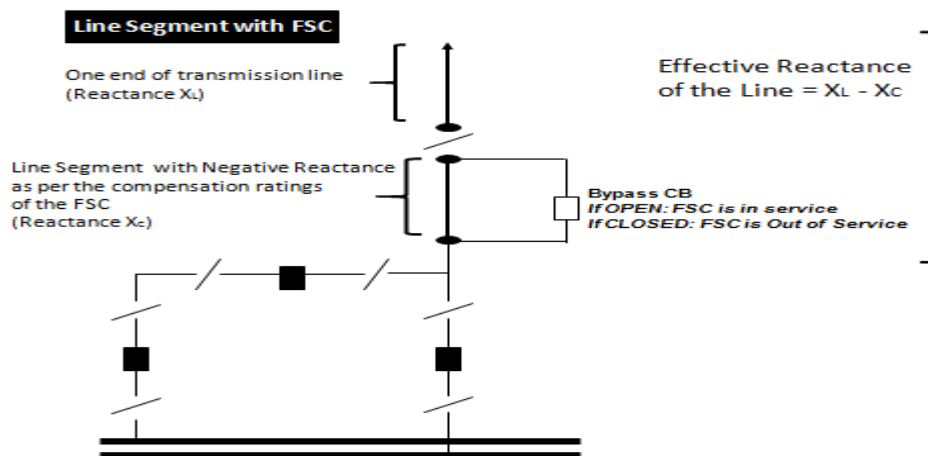 Line Segment with FSC
One end of transmission line
(Reactance XL)
Effective Reactance
of the Line = XL - XC
Line Segment with Negative Reactance
as per the compensation ratings
of the FSC
(Reactance Xc)
Bypass CB
If OPEN: FSC is in service
If CLOSED: FSC is Out of Service